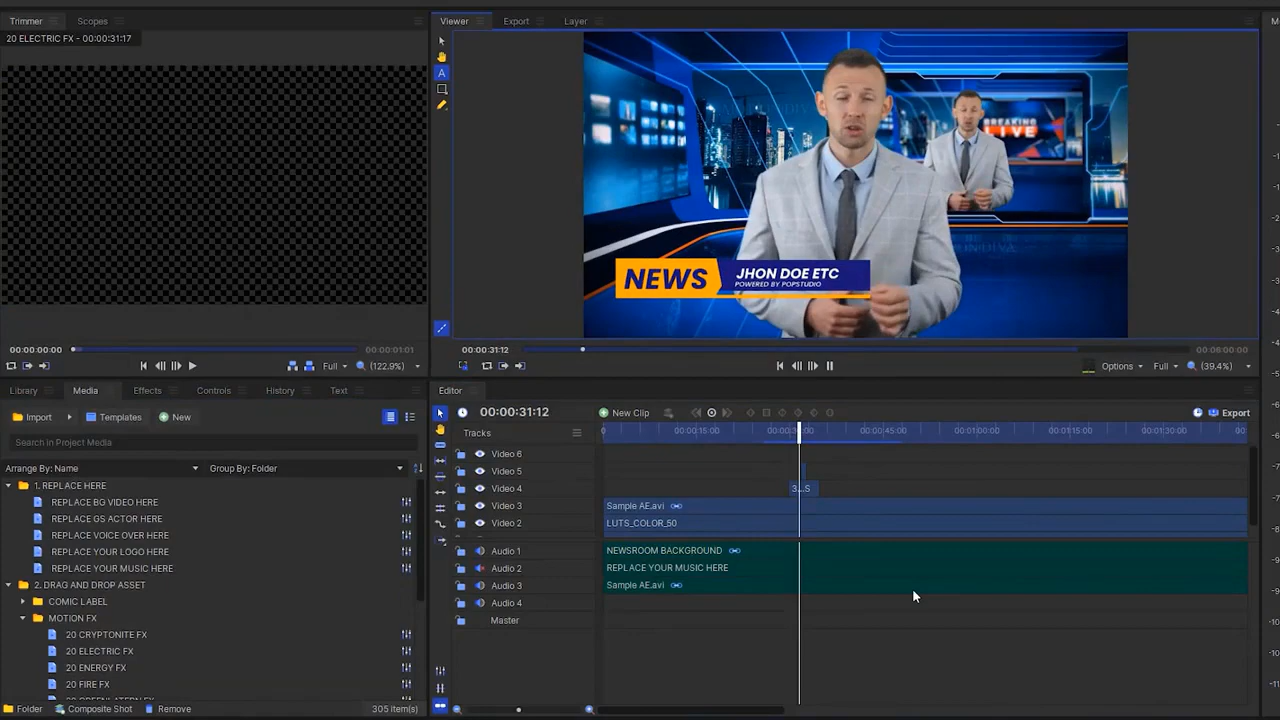 Trimmer Scopes
20 ELECTRIC FX - 00:00:31:17
00:00:00:00 00:00:01:01
Full (122.9%)
Viewer Export Layer
BREAKING
LIVE
NEWS JHON DOE ETC
POWERED BY POPSTUDIO
00:00:31:12 00:06:00:00
Options Full (39.4%)
Library Media Effects Controls History Text
Import Templates New
Search in Project Media
Arrange By: Name Group By: Folder
1. REPLACE HERE
REPLACE BG VIDEO HERE
REPLACE GS ACTOR HERE
REPLACE VOICE OVER HERE
REPLACE YOUR LOGO HERE
REPLACE YOUR MUSIC HERE
2. DRAG AND DROP ASSET
COMIC LABEL
MOTION FX
20 CRYPTONITE FX
20 ELECTRIC FX
20 ENERGY FX
20 FIRE FX
Folder Composite Shot Remove 305 item(s)
Editor
00:00:31:12 New Clip Export
Tracks 0 00:00:15:00 00:00:45:00 00:01:00:00 00:01:15:00 00:01:30:00 00
Video 6
Video 5
Video 4 3...S
Video 3 Sample AE.avi
Video 2 LUTS_COLOR_50
Audio 1 NEWSROOM BACKGROUND
Audio 2 REPLACE YOUR MUSIC HERE
Audio 3 Sample AE.avi
Audio 4
Master